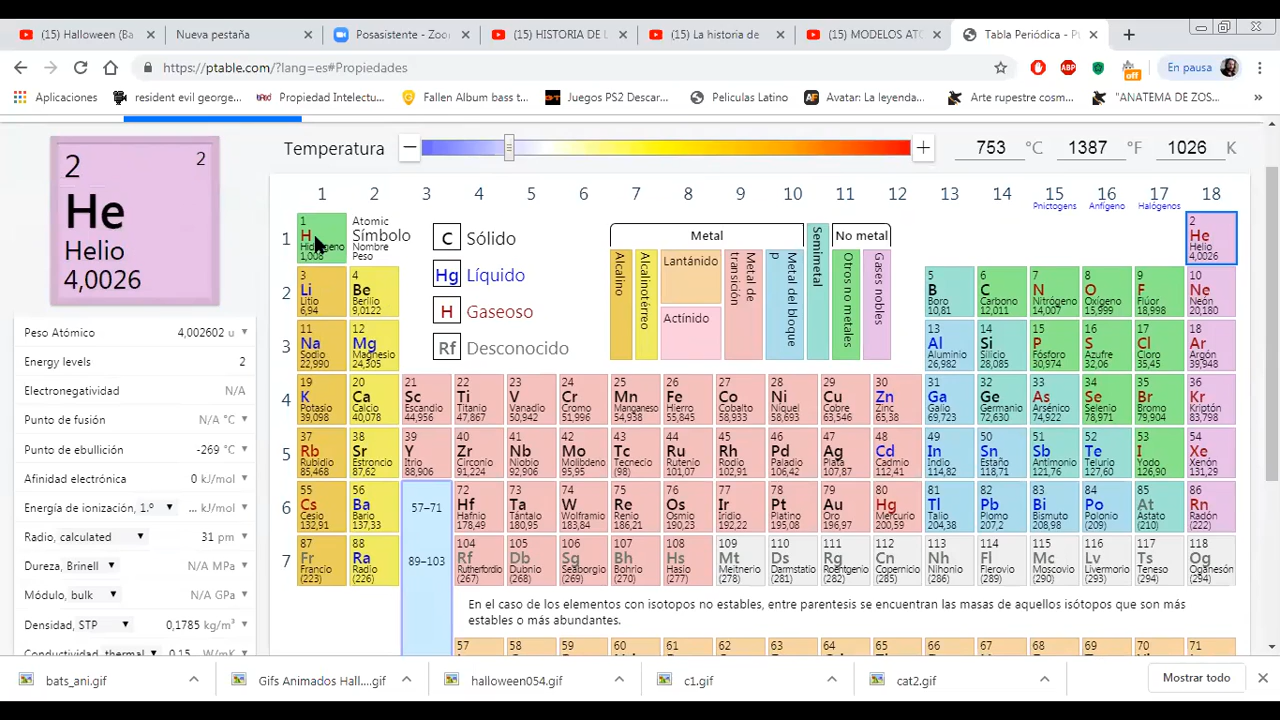 (15) Halloween (Ba
Nueva pestaña
Posasistente - Zoo
(15) HISTORIA DE L
(15) La historia de
(15) MODELOS ATÓ
Tabla Periódica - P
https://ptable.com/?lang=es#Propiedades
ABP
off
En pausa
Aplicaciones
resident evil george...
Propiedad Intelectu...
Fallen Album bass t...
Juegos PS2 Descar...
Peliculas Latino
Avatar: La leyenda...
Arte rupestre cosm...
"ANATEMA DE ZOS...
»
2 2
He
Helio
4,0026
Temperatura
753 °C 1387 °F 1026 K
1 2 3 4 5 6 7 8 9 10 11 12 13 14 15 16 17 18
Pnictogens Anfígeno Halógenos
Atomic
Símbolo
Nombre
Peso
C Sólido
Hg Líquido
H Gaseoso
Rf Desconocido
Metal
Alcalino
Alcalinotérreo
Lantánido
Actínido
Metal de transición
Metal del bloque p
Semimetal
No metal
Otros no metales
Gases nobles
1
1 H Hidrógeno 1,008
2 He Helio 4,0026
2
3 Li Litio 6,94
4 Be Berilio 9,0122
5 B Boro 10,81
6 C Carbono 12,011
7 N Nitrógeno 14,007
8 O Oxígeno 15,999
9 F Flúor 18,998
10 Ne Neón 20,180
3
11 Na Sodio 22,990
12 Mg Magnesio 24,305
13 Al Aluminio 26,982
14 Si Silicio 28,085
15 P Fósforo 30,974
16 S Azufre 32,06
17 Cl Cloro 35,45
18 Ar Argón 39,948
4
19 K Potasio 39,098
20 Ca Calcio 40,078
21 Sc Escandio 44,956
22 Ti Titanio 47,867
23 V Vanadio 50,942
24 Cr Cromo 51,996
25 Mn Manganeso 54,938
26 Fe Hierro 55,845
27 Co Cobalto 58,933
28 Ni Níquel 58,693
29 Cu Cobre 63,546
30 Zn Zinc 65,38
31 Ga Galio 69,723
32 Ge Germanio 72,630
33 As Arsénico 74,922
34 Se Selenio 78,971
35 Br Bromo 79,904
36 Kr Kriptón 83,798
5
37 Rb Rubidio 85,468
38 Sr Estroncio 87,62
39 Y Itrio 88,906
40 Zr Circonio 91,224
41 Nb Niobio 92,906
42 Mo Molibdeno 95,95
43 Tc Tecnecio (98)
44 Ru Rutenio 101,07
45 Rh Rodio 102,91
46 Pd Paladio 106,42
47 Ag Plata 107,87
48 Cd Cadmio 112,41
49 In Indio 114,82
50 Sn Estaño 118,71
51 Sb Antimonio 121,76
52 Te Telurio 127,60
53 I Yodo 126,90
54 Xe Xenón 131,29
6
55 Cs Cesio 132,91
56 Ba Bario 137,33
57–71
72 Hf Hafnio 178,49
73 Ta Tantalio 180,95
74 W Wolframio 183,84
75 Re Renio 186,21
76 Os Osmio 190,23
77 Ir Iridio 192,22
78 Pt Platino 195,08
79 Au Oro 196,97
80 Hg Mercurio 200,59
81 Tl Talio 204,38
82 Pb Plomo 207,2
83 Bi Bismuto 208,98
84 Po Polonio (209)
85 At Astato (210)
86 Rn Radón (222)
7
87 Fr Francio (223)
88 Ra Radio (226)
89–103
104 Rf Rutherfordio (267)
105 Db Dubnio (268)
106 Sg Seaborgio (269)
107 Bh Bohrio (270)
108 Hs Hasio (277)
109 Mt Meitnerio (278)
110 Ds Darmstatio (281)
111 Rg Roentgenio (282)
112 Cn Copernicio (285)
113 Nh Nihonio (286)
114 Fl Flerovio (289)
115 Mc Moscovio (290)
116 Lv Livermorio (293)
117 Ts Teneso (294)
118 Og Oganesón (294)
En el caso de los elementos con isotopos no estables, entre parentesis se encuentran las masas de aquellos isótopos que son más
estables o más abundantes.
57 58 59 60 61 62 63 64 65 66 67 68 69 70 71
Peso Atómico 4,002602 u
Energy levels 2
Electronegatividad N/A
Punto de fusión N/A °C
Punto de ebullición -269 °C
Afinidad electrónica 0 kJ/mol
Energía de ionización, 1.º ... kJ/mol
Radio, calculated 31 pm
Dureza, Brinell N/A MPa
Módulo, bulk N/A GPa
Densidad, STP 0,1785 kg/m³
Conductividad, thermal 0,15 W/mK
bats_ani.gif
Gifs Animados Hall....gif
halloween054.gif
c1.gif
cat2.gif
Mostrar todo